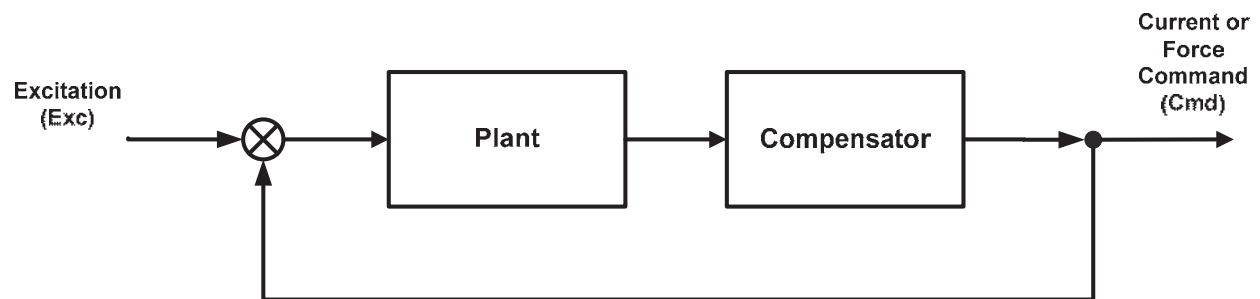 Excitation
(Exc)
Plant
Compensator
Current or
Force
Command
(Cmd)